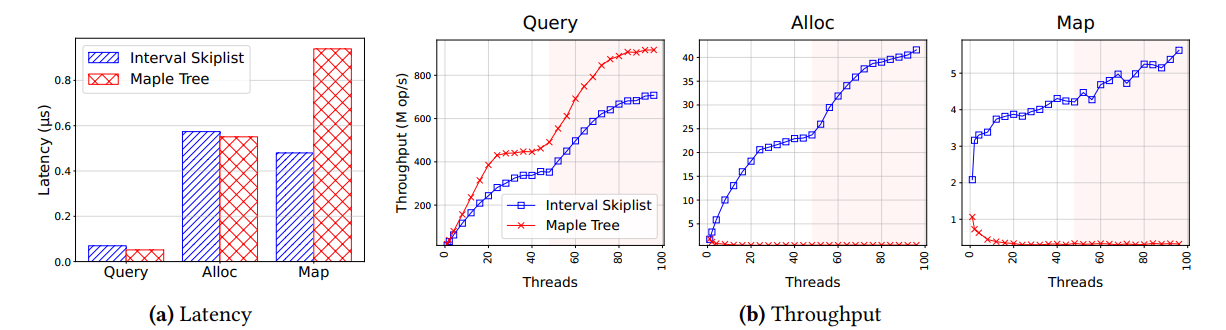 Latency (µs)
0.8
0.6
0.4
0.2
0.0
Interval Skiplist
Maple Tree
Query
Alloc
Map
(a) Latency
Query
Throughput (M op/s)
800
600
400
200
Interval Skiplist
Maple Tree
0
20
40
60
80
100
Threads
Alloc
40
35
30
25
20
15
10
5
0
20
40
60
80
100
Threads
Map
5
4
3
2
1
0
20
40
60
80
100
Threads
(b) Throughput